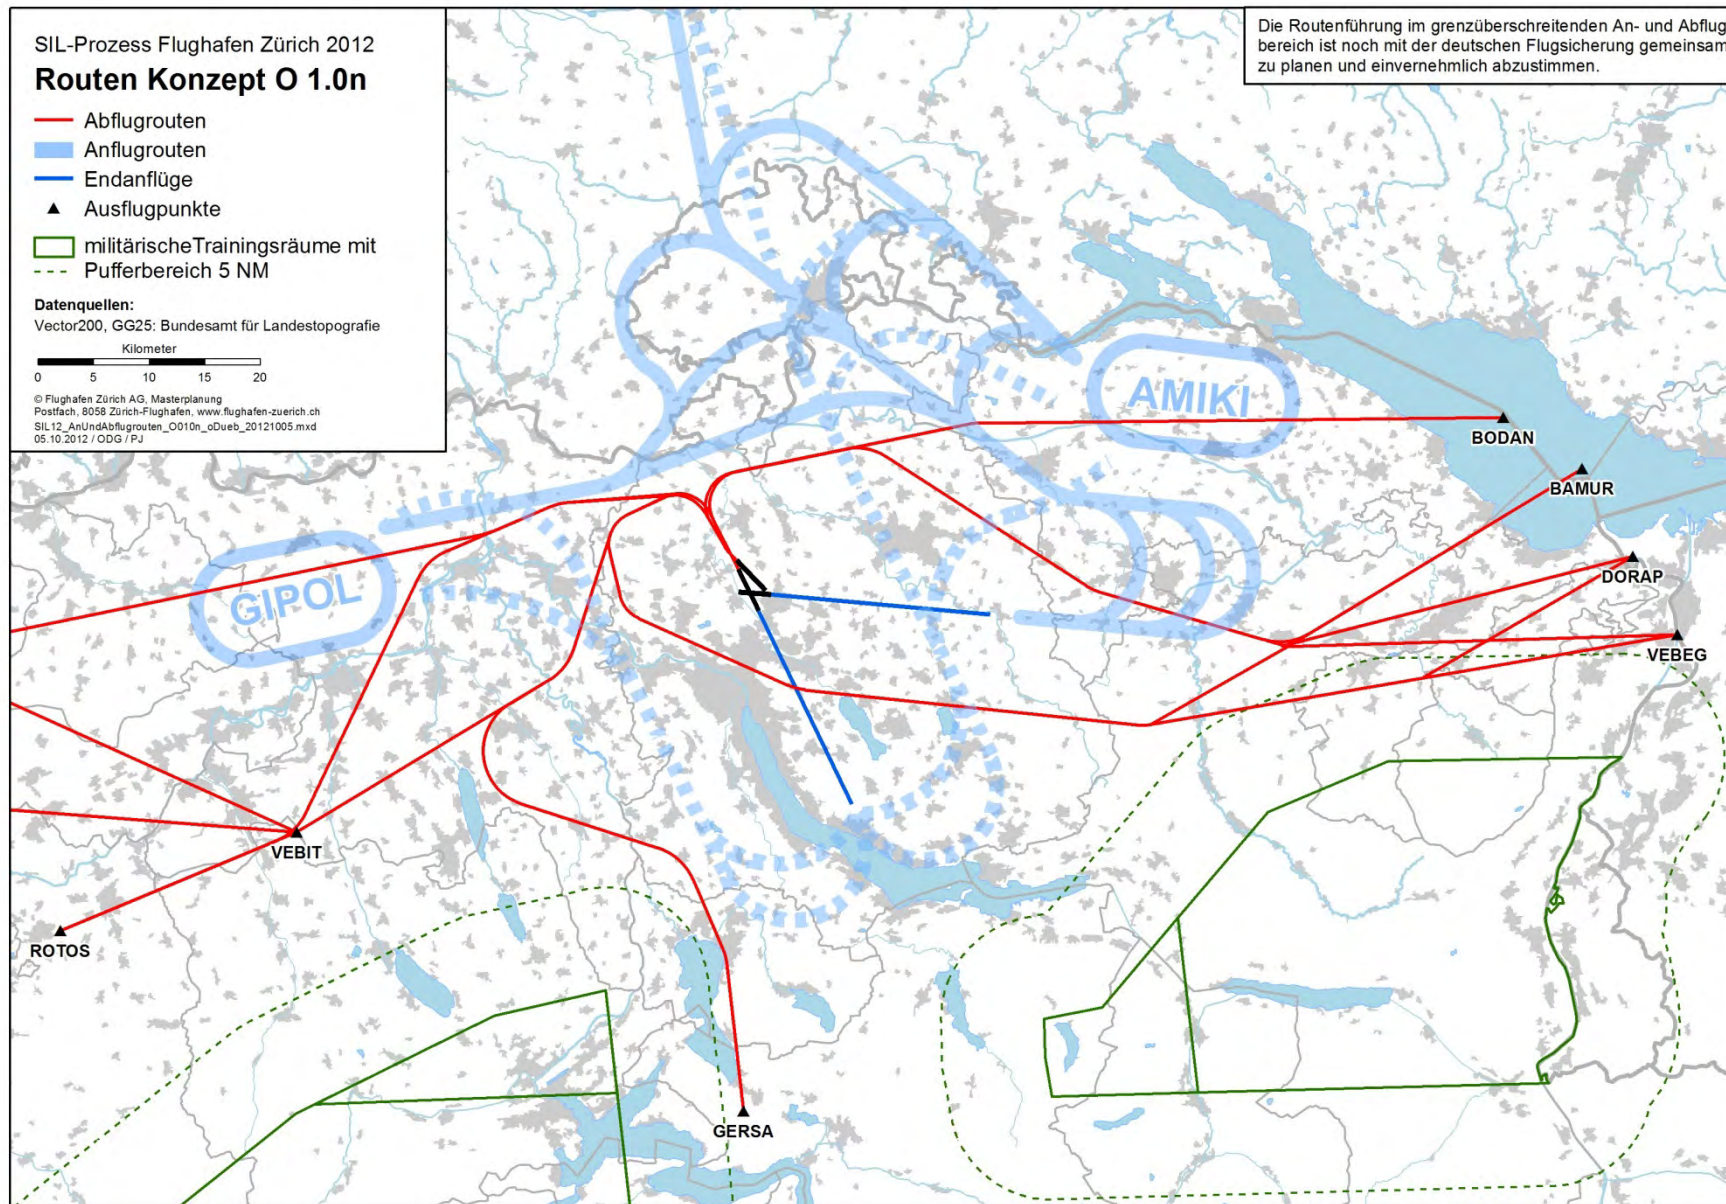 SIL-Prozess Flughafen Zürich 2012
Routen Konzept O 1.0n
Abflugrouten
Anflugrouten
Endanflüge
Ausflugpunkte
militärischeTrainingsräume mit
Pufferbereich 5 NM
Datenquellen:
Vector200, GG25: Bundesamt für Landestopografie
Kilometer
0 5 10 15 20
© Flughafen Zürich AG, Masterplanung
Postfach, 8058 Zürich-Flughafen, www.flughafen-zuerich.ch
SIL12_AnUndAbflugrouten_O010n_oDueb_20121005.mxd
05.10.2012 / ODG / PJ
Die Routenführung im grenzüberschreitenden An- und Abflug
bereich ist noch mit der deutschen Flugsicherung gemeinsam
zu planen und einvernehmlich abzustimmen.
AMIKI
BODAN
BAMUR
DORAP
GIPOL
VEBEG
VEBIT
ROTOS
GERSA